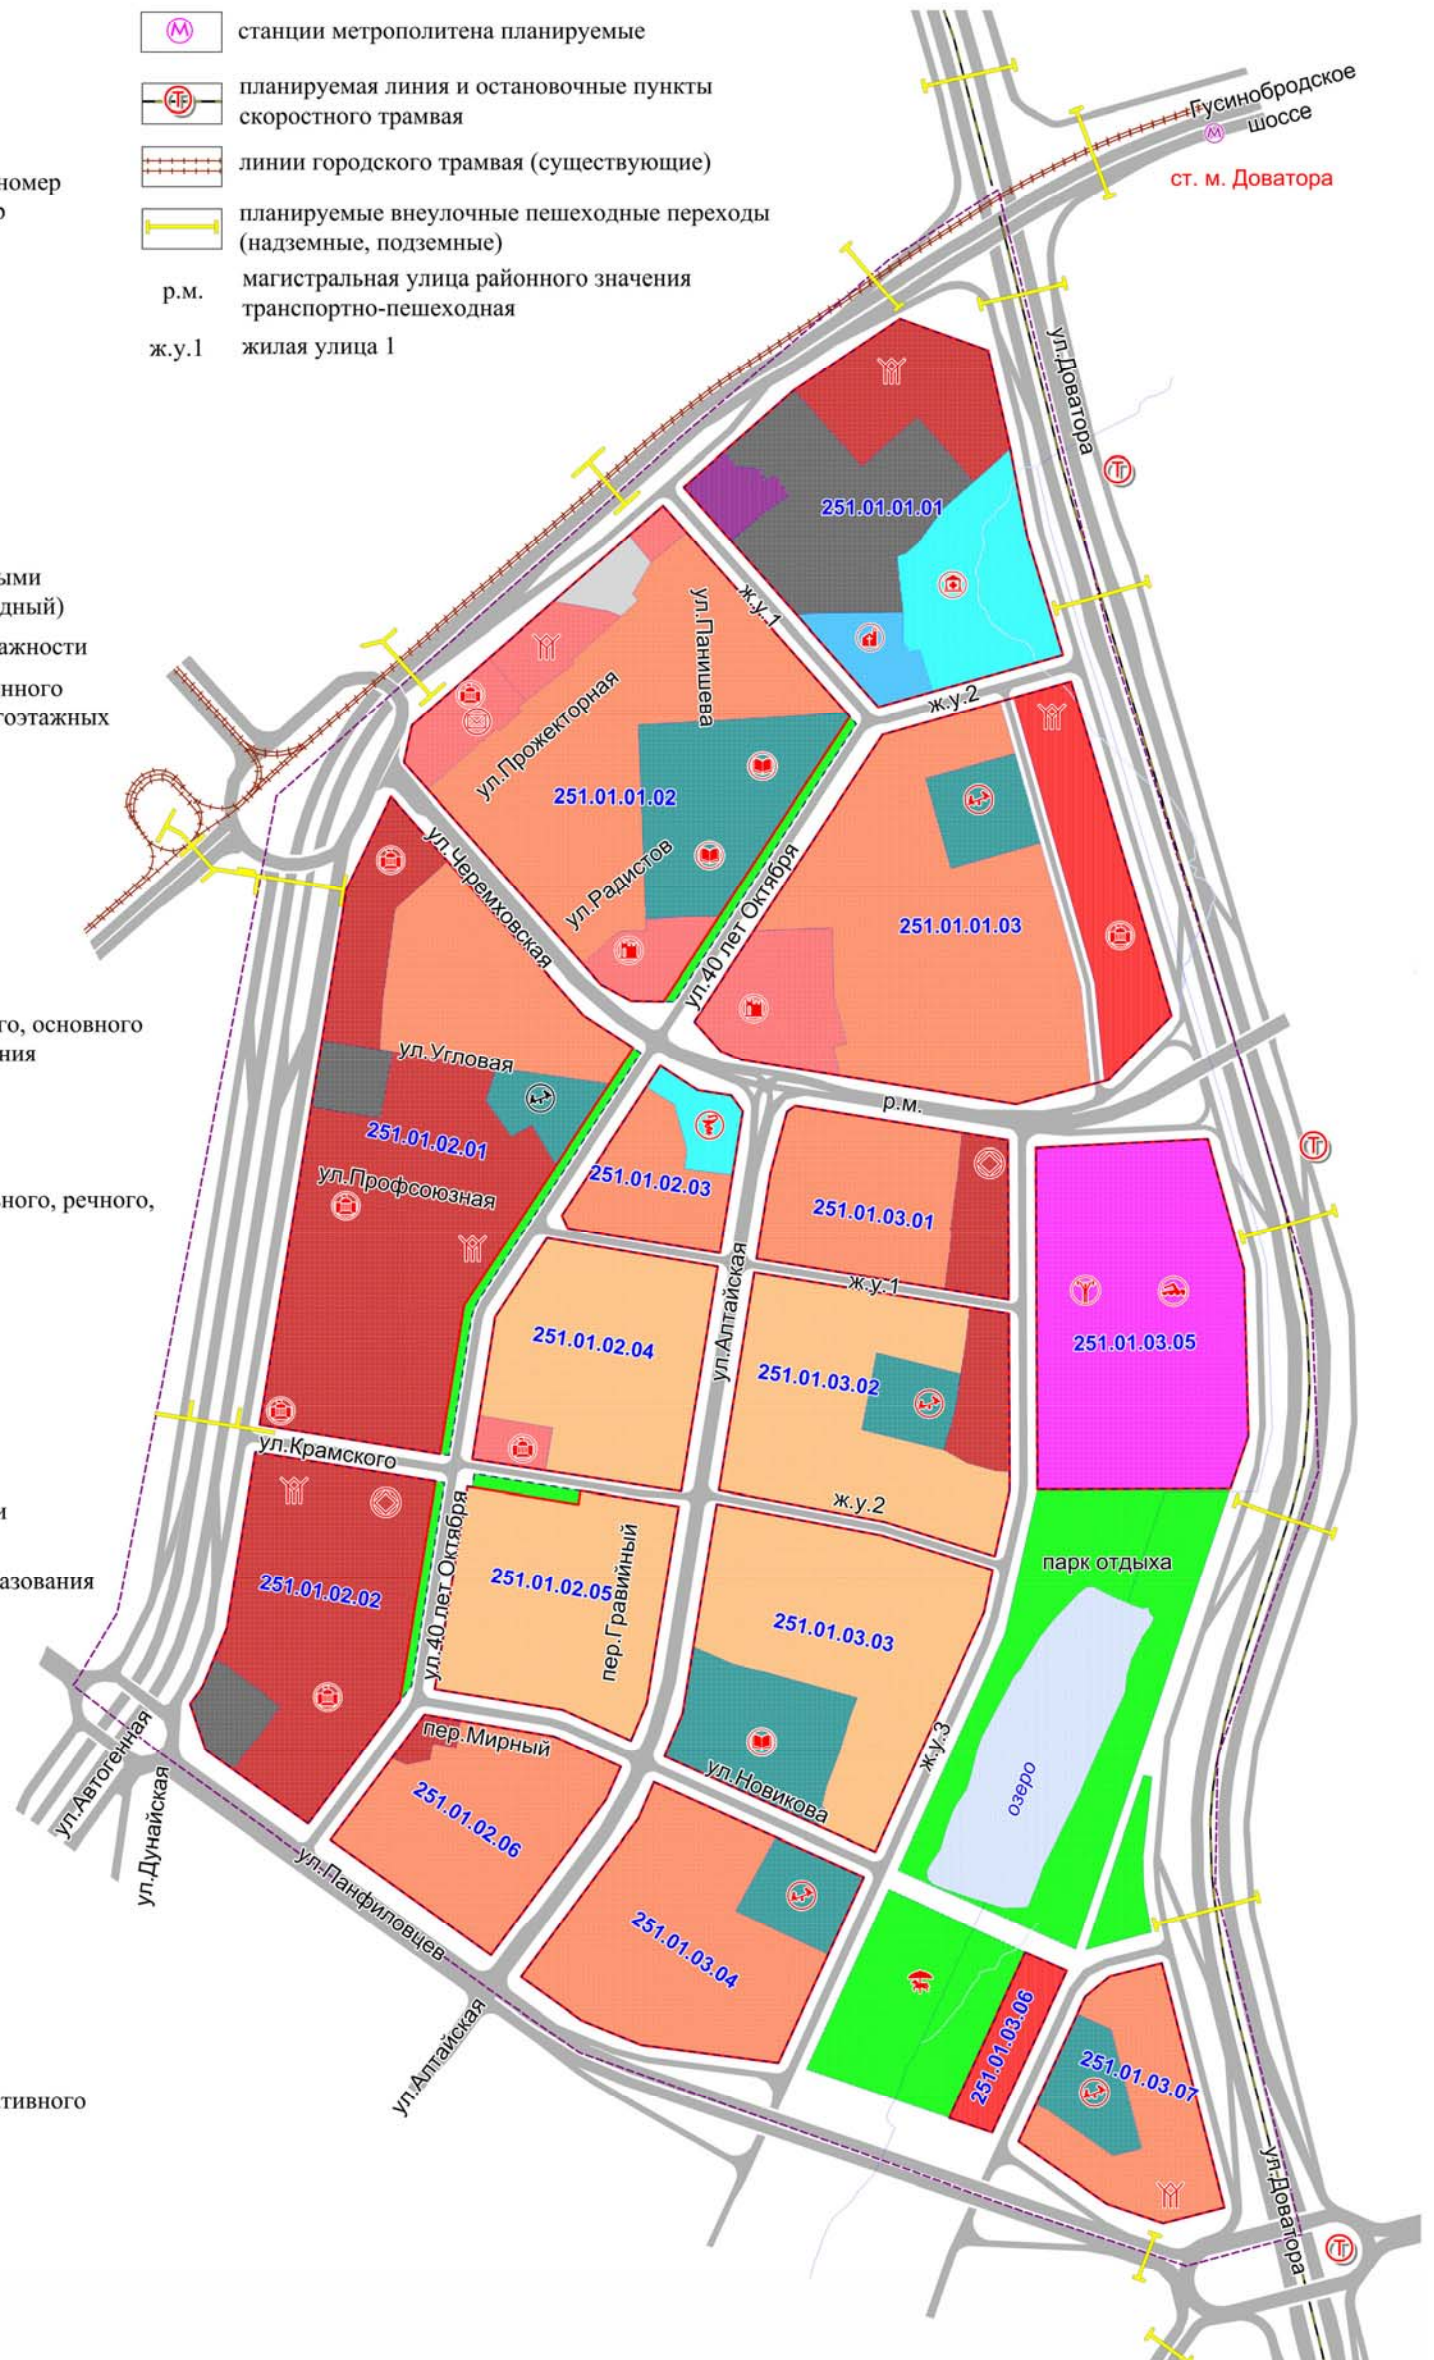 станции метрополитена планируемые
планируемая линия и остановочные пункты
скоростного трамвая
линии городского трамвая (существующие)
номер
планируемые внеулочные пешеходные переходы
(надземные, подземные)
р.м.
магистральная улица районного значения
транспортно-пешеходная
ж.у.1
жилая улица 1
Гусинобродское
шоссе
М
ст. м. Доватора
ул.Доватора
251.01.01.01
ыми
дный)
ажности
нного
гоэтажных
ж.у.1
ул.Панишева
ж.у.2
ул.Прожекторная
251.01.01.02
ул.Радистов
ул.Черемховская
ул.40 лет Октября
251.01.01.03
го, основного
ния
ул.Угловая
р.м.
251.01.02.01
ул.Профсоюзная
ного, речного,
251.01.02.03
251.01.03.01
ул.Алтайская
ж.у.1
251.01.02.04
251.01.03.02
251.01.03.05
ул.Крамского
и
ж.у.2
ул.40 лет Октября
парк отдыха
азования
251.01.02.02
251.01.02.05
пер.Гравийный
251.01.03.03
ул.Автогенная
ул.Дунайская
пер.Мирный
ул.Новикова
ж.у.3
озеро
251.01.02.06
ул.Панфиловцев
251.01.03.04
ул.Алтайская
251.01.03.06
251.01.03.07
тивного
ул.Доватора